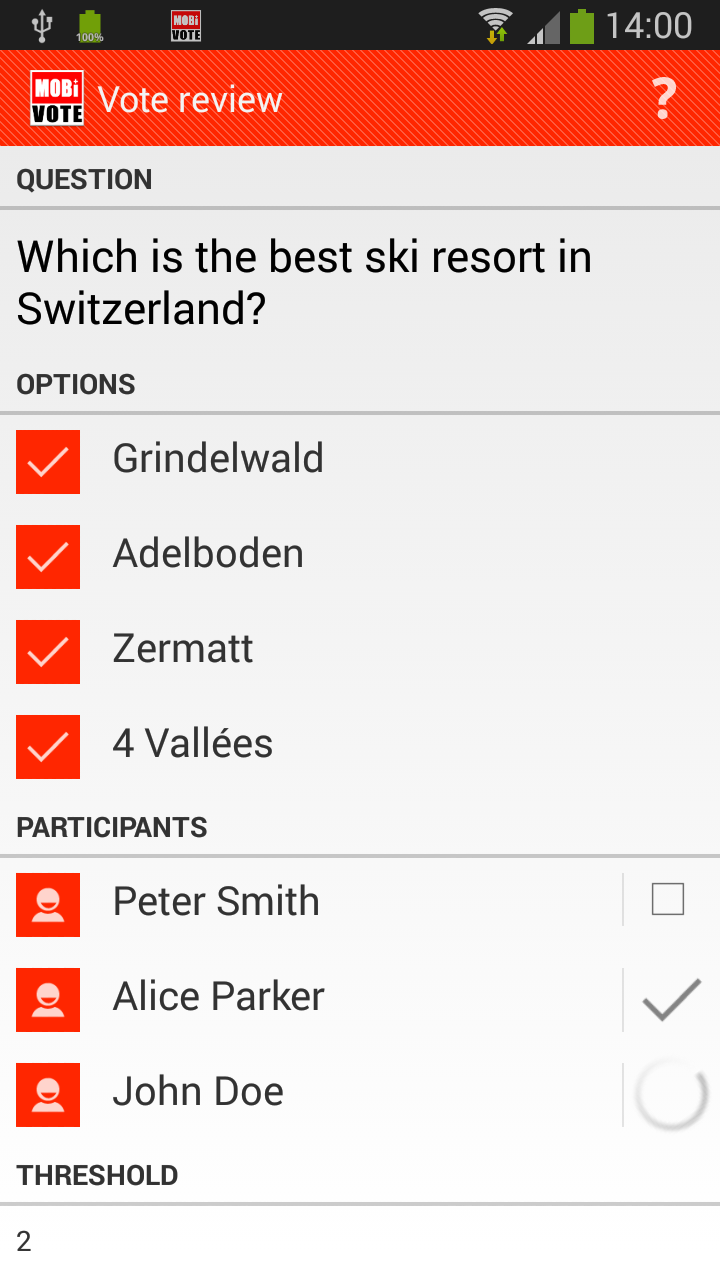 100%
MOBi
VOTE
14:00
MOBi
VOTE
Vote review
?
QUESTION
Which is the best ski resort in
Switzerland?
OPTIONS
Grindelwald
Adelboden
Zermatt
4 Vallées
PARTICIPANTS
Peter Smith
Alice Parker
John Doe
THRESHOLD
2